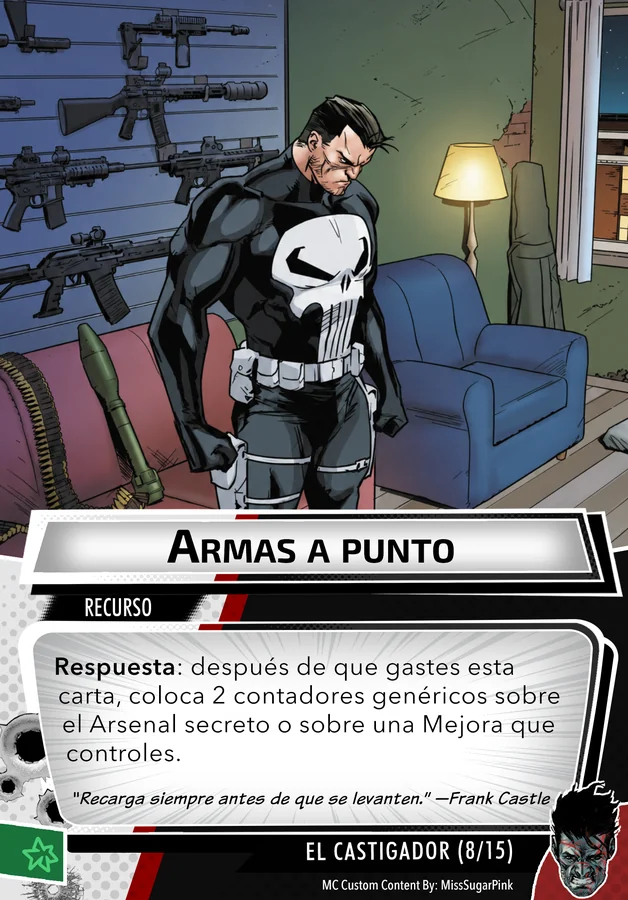 ARMAS A PUNTO
RECURSO
Respuesta: después de que gastes esta
carta, coloca 2 contadores genéricos sobre
el Arsenal secreto o sobre una Mejora que
controles.
"Recarga siempre antes de que se levanten." —Frank Castle
EL CASTIGADOR (8/15)
MC Custom Content By: MissSugarPink